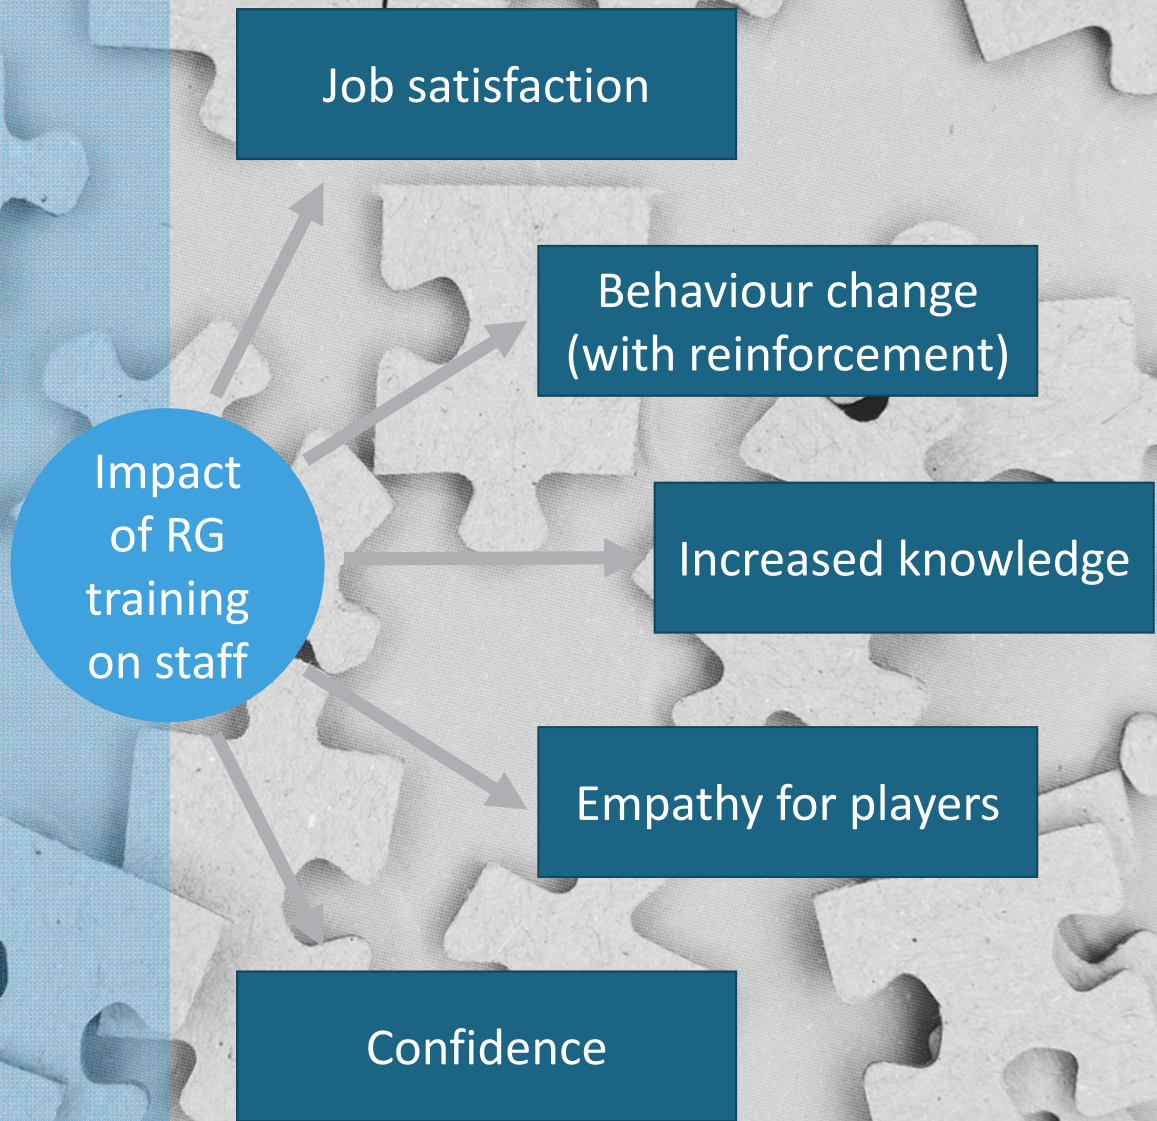 Job satisfaction
Behaviour change
(with reinforcement)
Impact
of RG
training
on staff
Increased knowledge
Empathy for players
Confidence